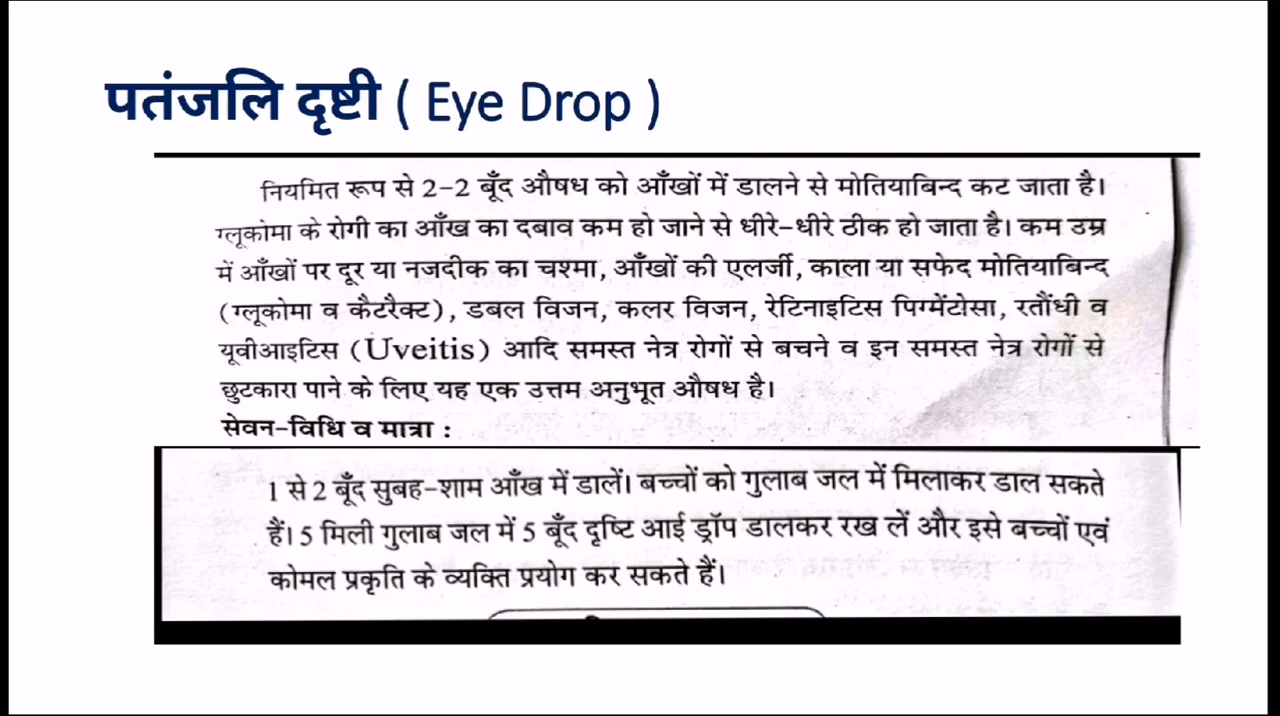 पतंजलि दृष्टी ( Eye Drop )
नियमित रूप से 2-2 बूँद औषध को आँखों में डालने से मोतियाबिन्द कट जाता है।
ग्लूकोमा के रोगी का आँख का दबाव कम हो जाने से धीरे-धीरे ठीक हो जाता है। कम उम्र
में आँखों पर दूर या नजदीक का चश्मा, आँखों की एलर्जी, काला या सफेद मोतियाबिन्द
(ग्लूकोमा व कैटरैक्ट), डबल विजन, कलर विजन, रेटिनाइटिस पिग्मेंटोसा, रतौंधी व
यूवीआइटिस (Uveitis) आदि समस्त नेत्र रोगों से बचने व इन समस्त नेत्र रोगों से
छुटकारा पाने के लिए यह एक उत्तम अनुभूत औषध है।
सेवन-विधि व मात्रा :
1 से 2 बूँद सुबह-शाम आँख में डालें। बच्चों को गुलाब जल में मिलाकर डाल सकते
हैं। 5 मिली गुलाब जल में 5 बूँद दृष्टि आई ड्रॉप डालकर रख लें और इसे बच्चों एवं
कोमल प्रकृति के व्यक्ति प्रयोग कर सकते हैं।